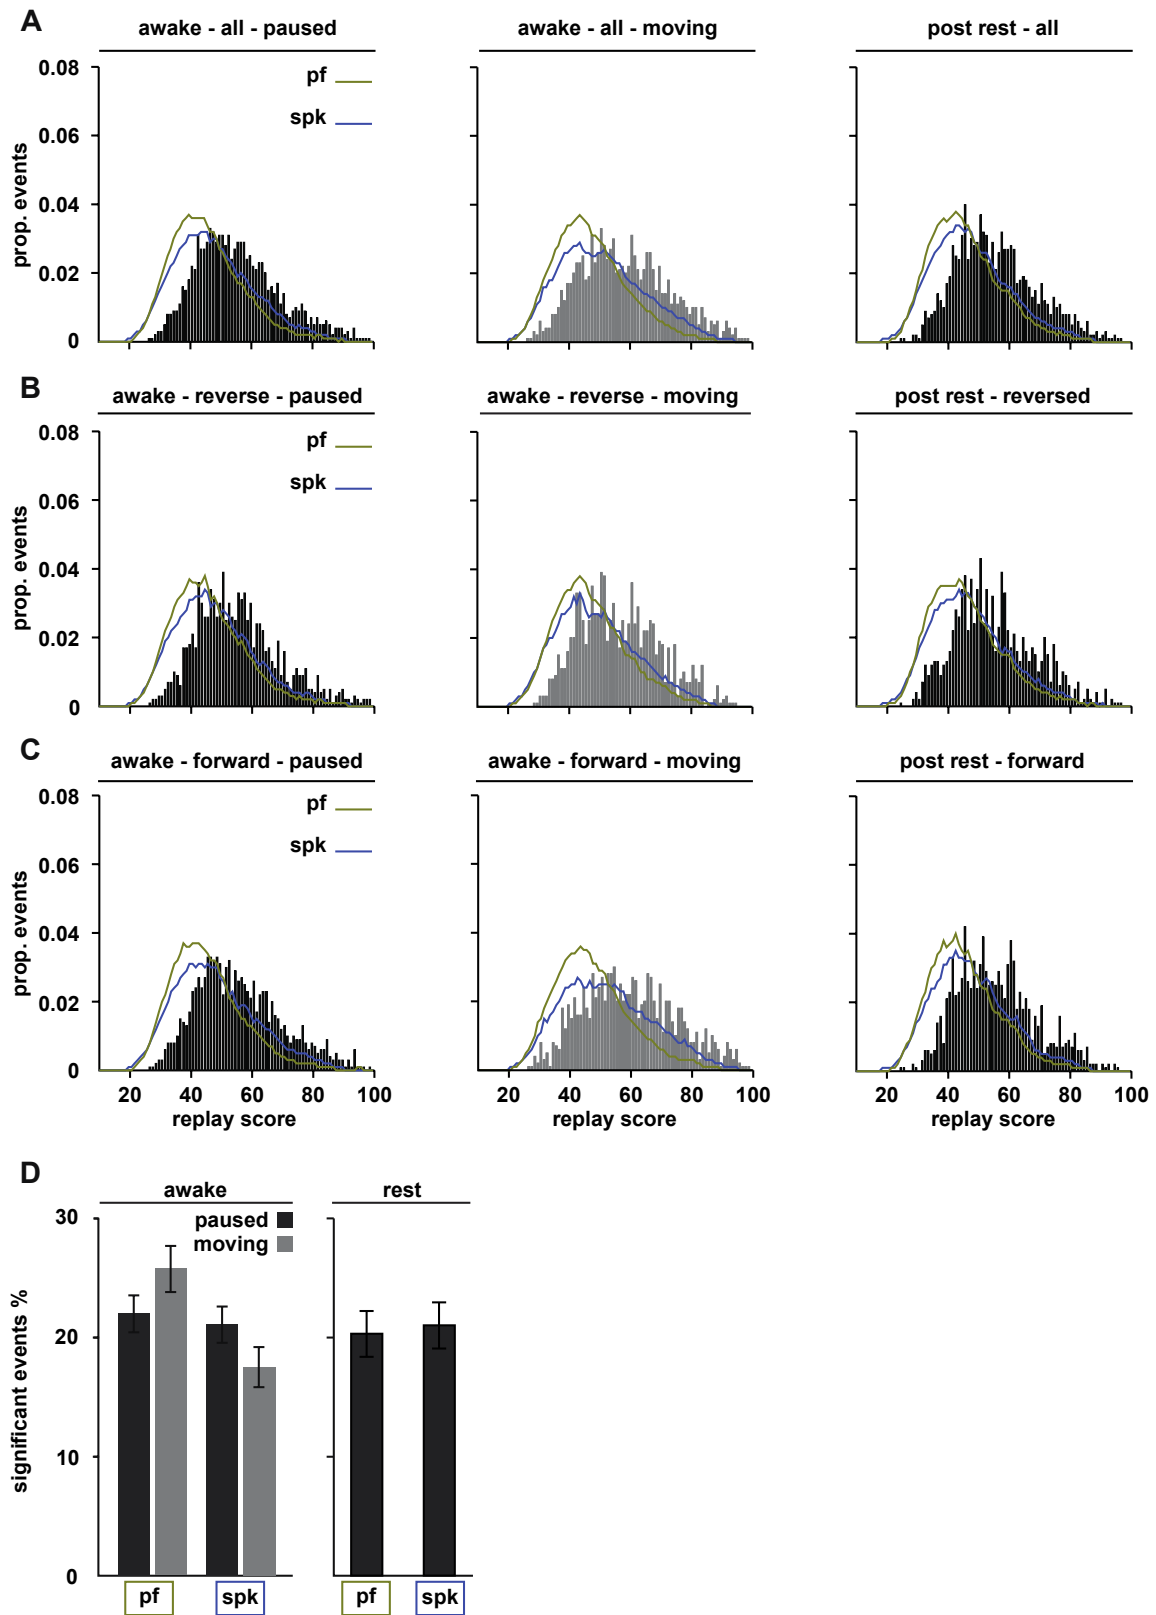 A
awake - all - paused
awake - all - moving
post rest - all
0.08
pf
spk
0.06
prop. events
0.04
0.02
0
B
awake - reverse - paused
awake - reverse - moving
post rest - reversed
0.08
pf
spk
0.06
prop. events
0.04
0.02
0
C
awake - forward - paused
awake - forward - moving
post rest - forward
0.08
pf
spk
0.06
prop. events
0.04
0.02
0
20 40 60 80 100
20 40 60 80 100
20 40 60 80 100
replay score
replay score
replay score
D
awake
rest
30
paused
moving
significant events %
20
10
0
pf
spk
pf
spk